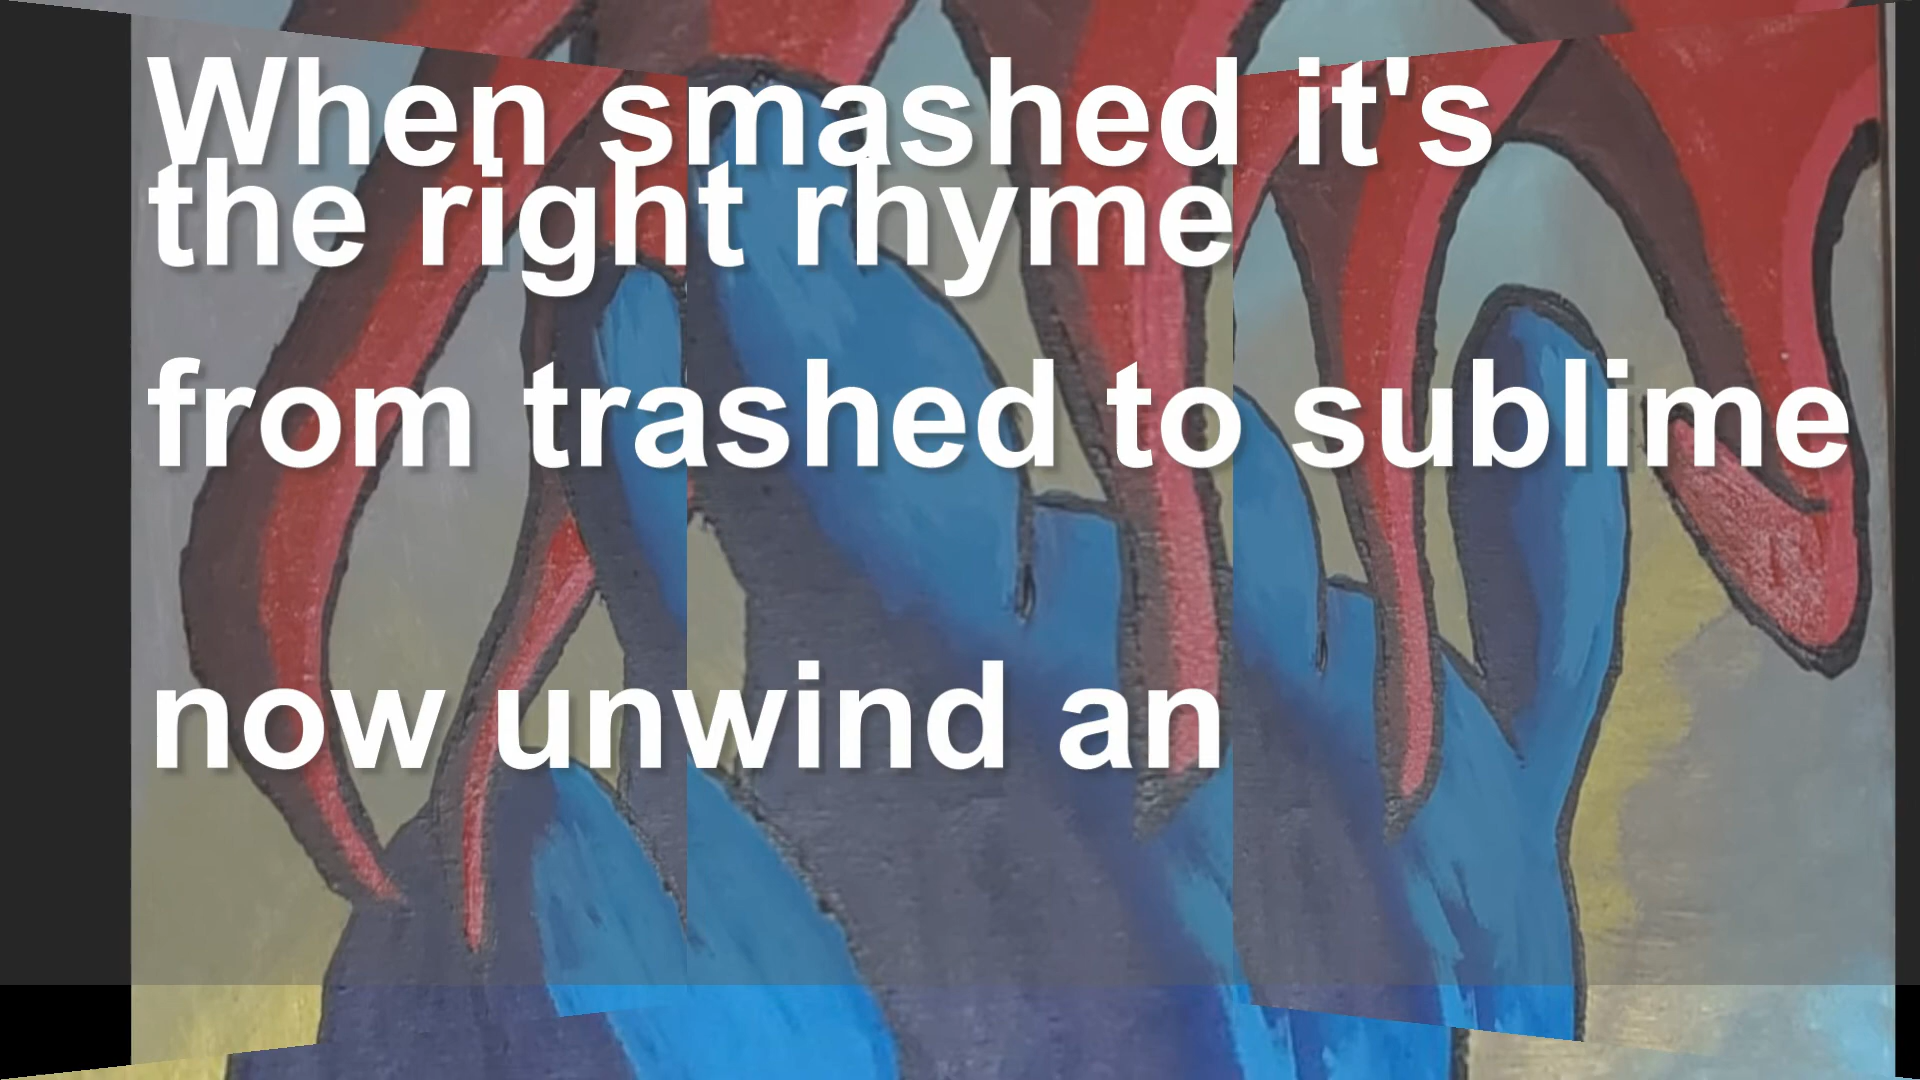 When smashed it's
the right rhyme
from trashed to sublime
now unwind an